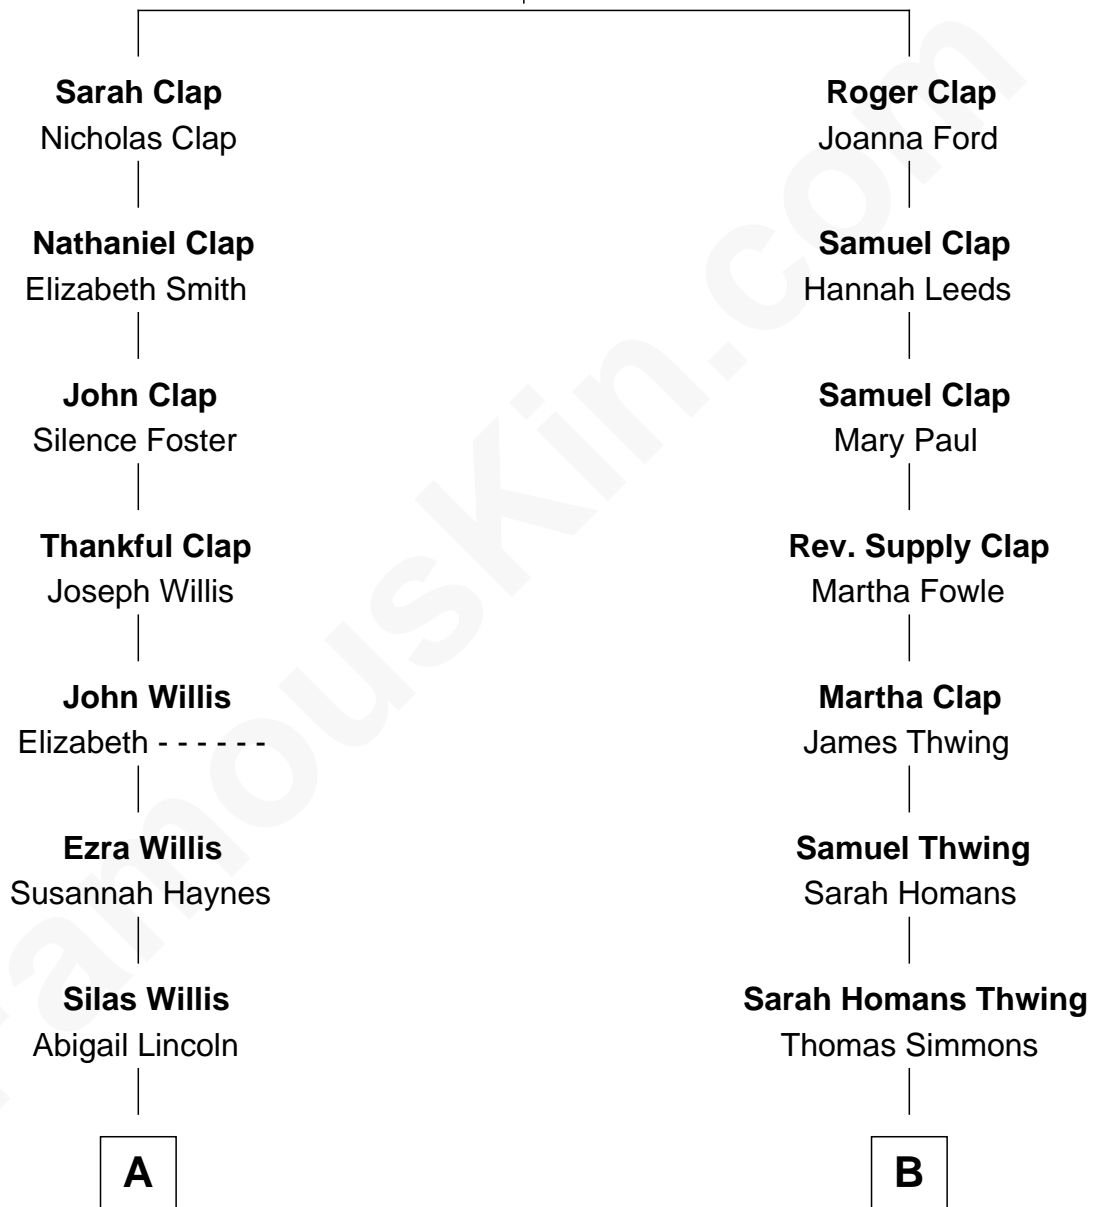 Sarah Clap
Nicholas Clap
Nathaniel Clap
Elizabeth Smith
John Clap
Silence Foster
Thankful Clap
Joseph Willis
John Willis
Elizabeth - - - - - -
Ezra Willis
Susannah Haynes
Silas Willis
Abigail Lincoln
A
Roger Clap
Joanna Ford
Samuel Clap
Hannah Leeds
Samuel Clap
Mary Paul
Rev. Supply Clap
Martha Fowle
Martha Clap
James Thwing
Samuel Thwing
Sarah Homans
Sarah Homans Thwing
Thomas Simmons
B
FamousKin.com